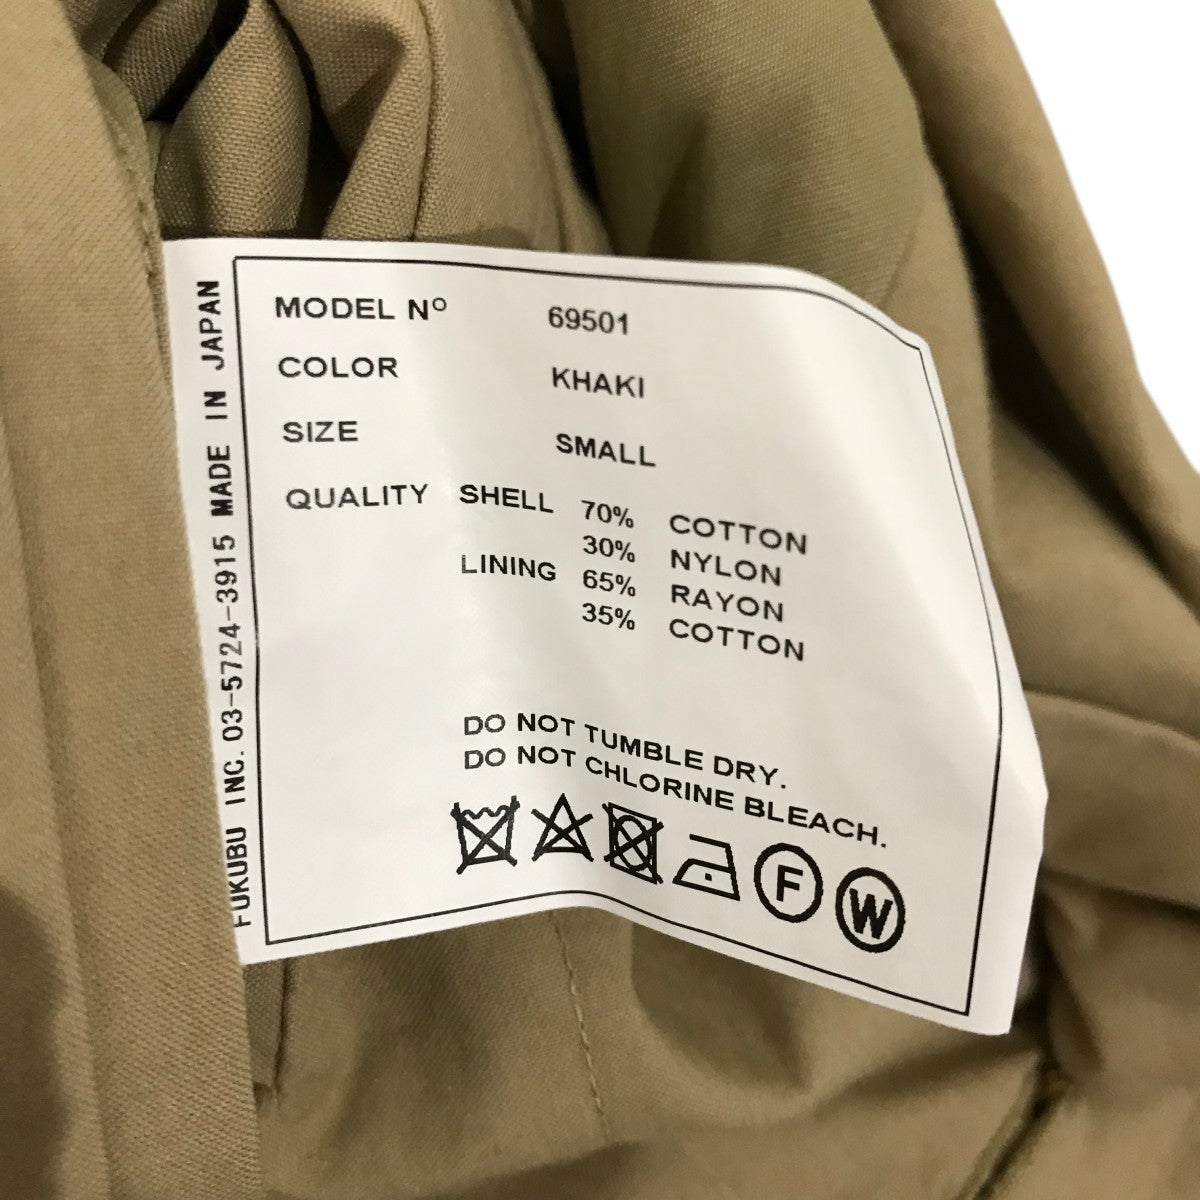 MODEL Nº 69501
COLOR KHAKI
SIZE SMALL
QUALITY SHELL 70% COTTON
30% NYLON
LINING 65% RAYON
35% COTTON
DO NOT TUMBLE DRY.
DO NOT CHLORINE BLEACH.
F W
FUKUBU INC. 03-5724-3915 MADE IN JAPAN